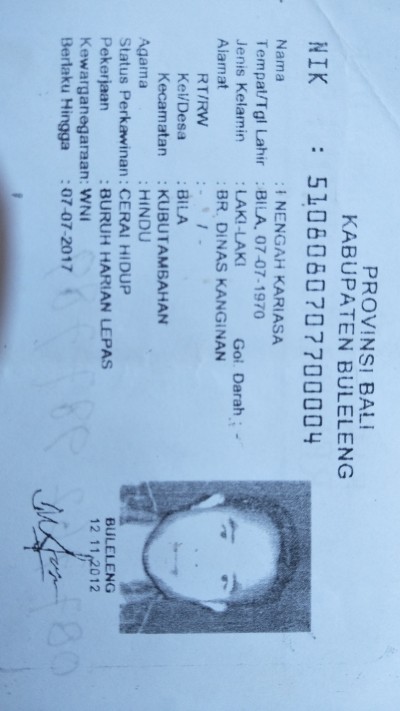 PROVINSI BALI
KABUPATEN BULELENG
NIK : 5108060707700004
Nama : I NENGAH KARIASA
Tempat/Tgl Lahir : BILA, 07-07-1970
Jenis Kelamin : LAKI-LAKI Gol. Darah : -
Alamat : BR. DINAS KANGINAN
RT/RW : - / -
Kel/Desa : BILA
Kecamatan : KUBUTAMBAHAN
Agama : HINDU
Status Perkawinan : CERAI HIDUP
Pekerjaan : BURUH HARIAN LEPAS
Kewarganegaraan: WNI
Berlaku Hingga : 07-07-2017
BULELENG
12.11.2012